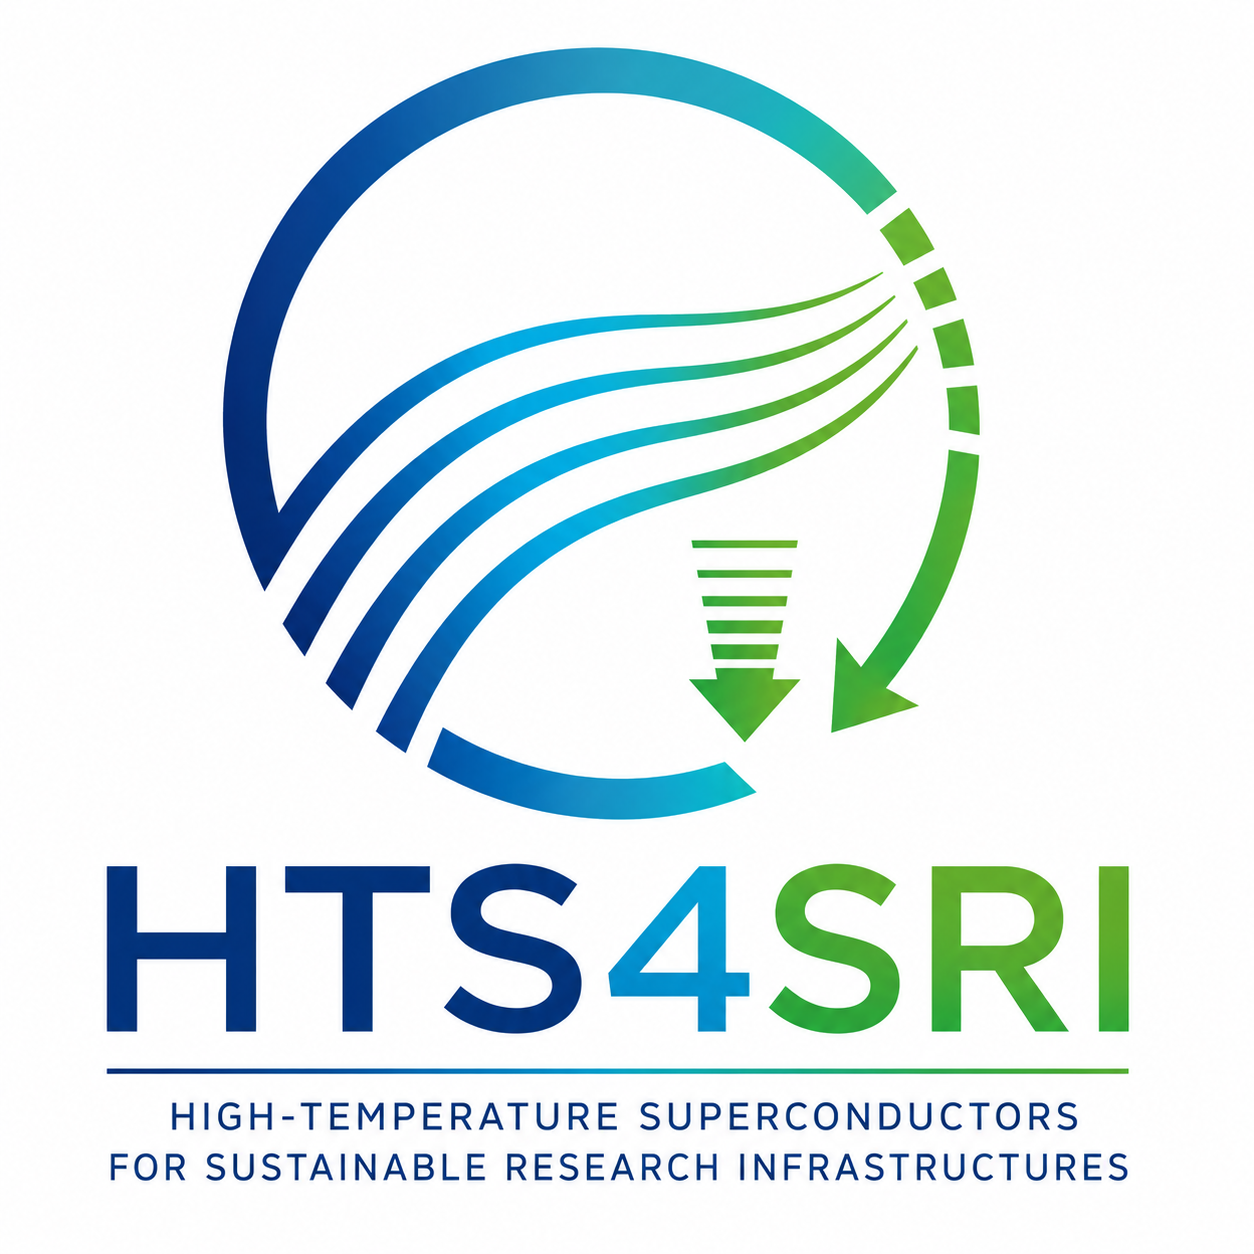 HTS4SRI
HIGH-TEMPERATURE SUPERCONDUCTORS
FOR SUSTAINABLE RESEARCH INFRASTRUCTURES